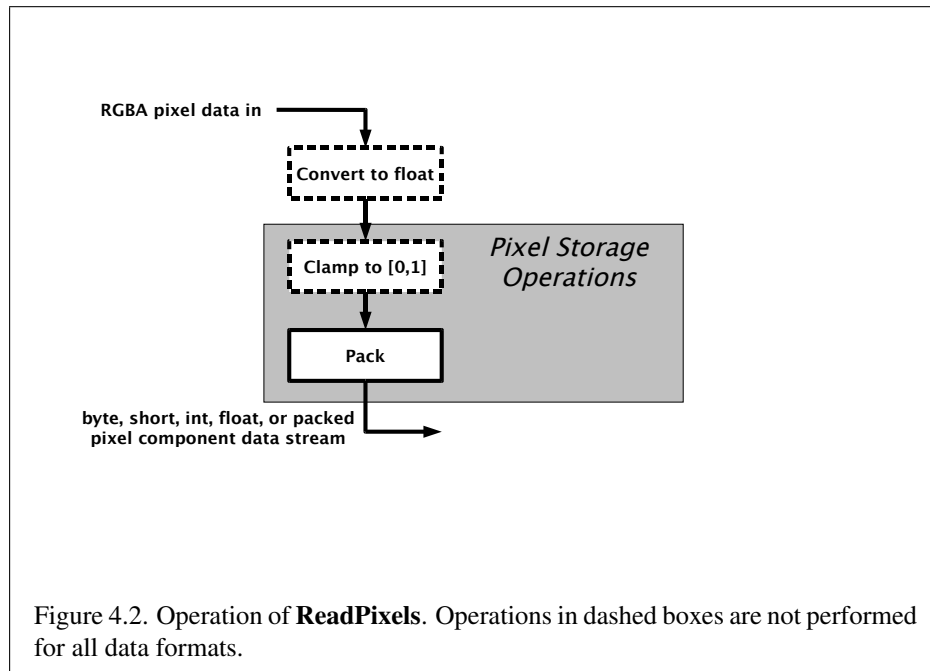 RGBA pixel data in
Convert to float
Pixel Storage
Operations
Clamp to [0,1]
Pack
byte, short, int, float, or packed
pixel component data stream
Figure 4.2. Operation of ReadPixels. Operations in dashed boxes are not performed
for all data formats.